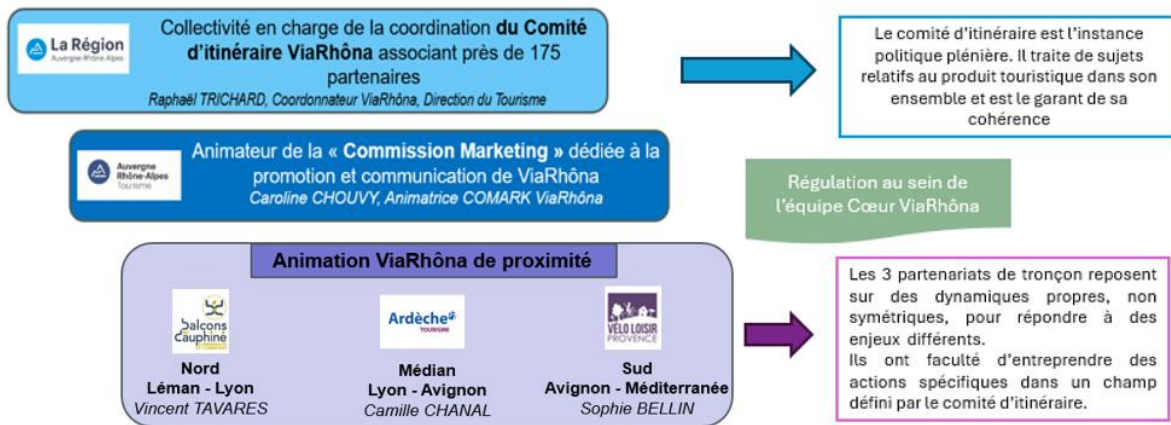 La Région
Auvergne-Rhône-Alpes
Collectivité en charge de la coordination du Comité
d'itinéraire ViaRhôna associant près de 175
partenaires
Raphaël TRICHARD, Coordonnateur ViaRhôna, Direction du Tourisme
Le comité d'itinéraire est l'instance
politique plénière. Il traite de sujets
relatifs au produit touristique dans son
ensemble et est le garant de sa
cohérence
Auvergne
Rhône-Alpes
Tourisme
Animateur de la « Commission Marketing » dédiée à la
promotion et communication de ViaRhôna
Caroline CHOUVY, Animatrice COMARK ViaRhôna
Régulation au sein de
l'équipe Cœur ViaRhôna
Animation ViaRhôna de proximité
balcons
Dauphiné
Nord
Léman - Lyon
Vincent TAVARES
Ardèche
TOURISME
Médian
Lyon - Avignon
Camille CHANAL
VÉLO LOISIR
PROVENCE
Sud
Avignon - Méditerranée
Sophie BELLIN
Les 3 partenariats de tronçon reposent
sur des dynamiques propres, non
symétriques, pour répondre à des
enjeux différents.
Ils ont faculté d'entreprendre des
actions spécifiques dans un champ
défini par le comité d'itinéraire.